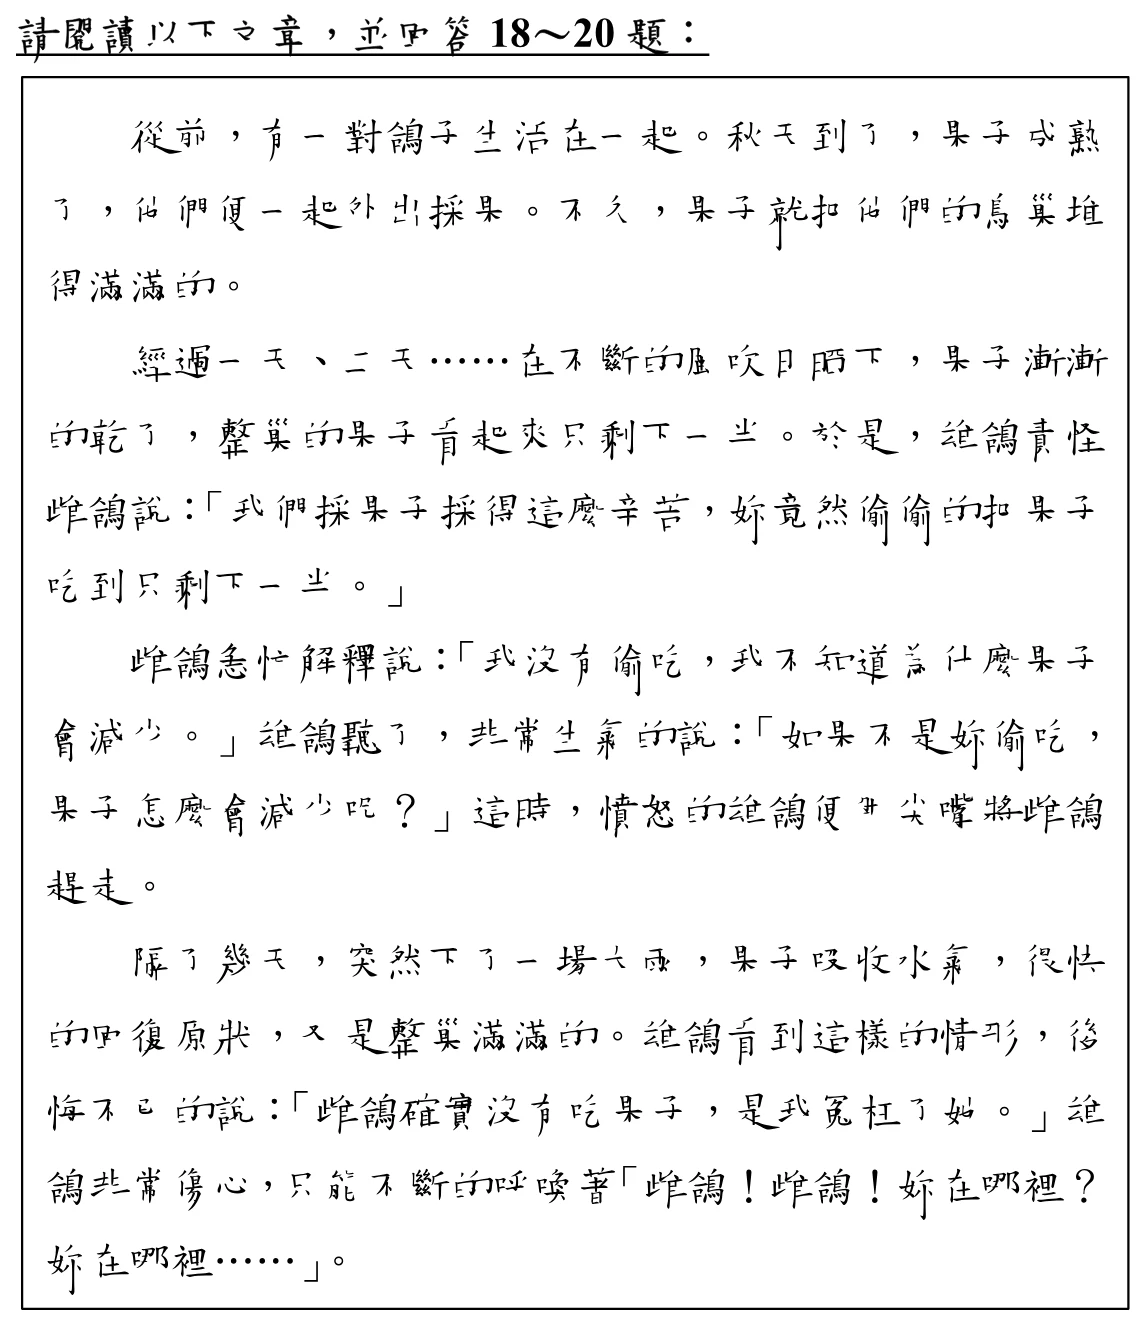 請閱讀以下文章，並回答 18～20 題：
從前，有一對鴿子生活在一起。秋天到了，果子成熟
了，他們便一起外出採果。不久，果子就把他們的鳥巢堆
得滿滿的。
經過一天、二天……在不斷的風吹日晒下，果子漸漸
的乾了，整巢的果子看起來只剩下一半。於是，雄鴿責怪
雌鴿說：「我們採果子採得這麼辛苦，妳竟然偷偷的把果子
吃到只剩下一半。」
雌鴿急忙解釋說：「我沒有偷吃，我不知道為什麼果子
會減少。」雄鴿聽了，非常生氣的說：「如果不是妳偷吃，
果子怎麼會減少呢？」這時，憤怒的雄鴿便用尖嘴將雌鴿
趕走。
隔了幾天，突然下了一場大雨，果子吸收水氣，很快
的回復原狀，又是整巢滿滿的。雄鴿看到這樣的情形，後
悔不已的說：「雌鴿確實沒有吃果子，是我冤枉了她。」雄
鴿非常傷心，只能不斷的呼喚著「雌鴿！雌鴿！妳在哪裡？
妳在哪裡……」。